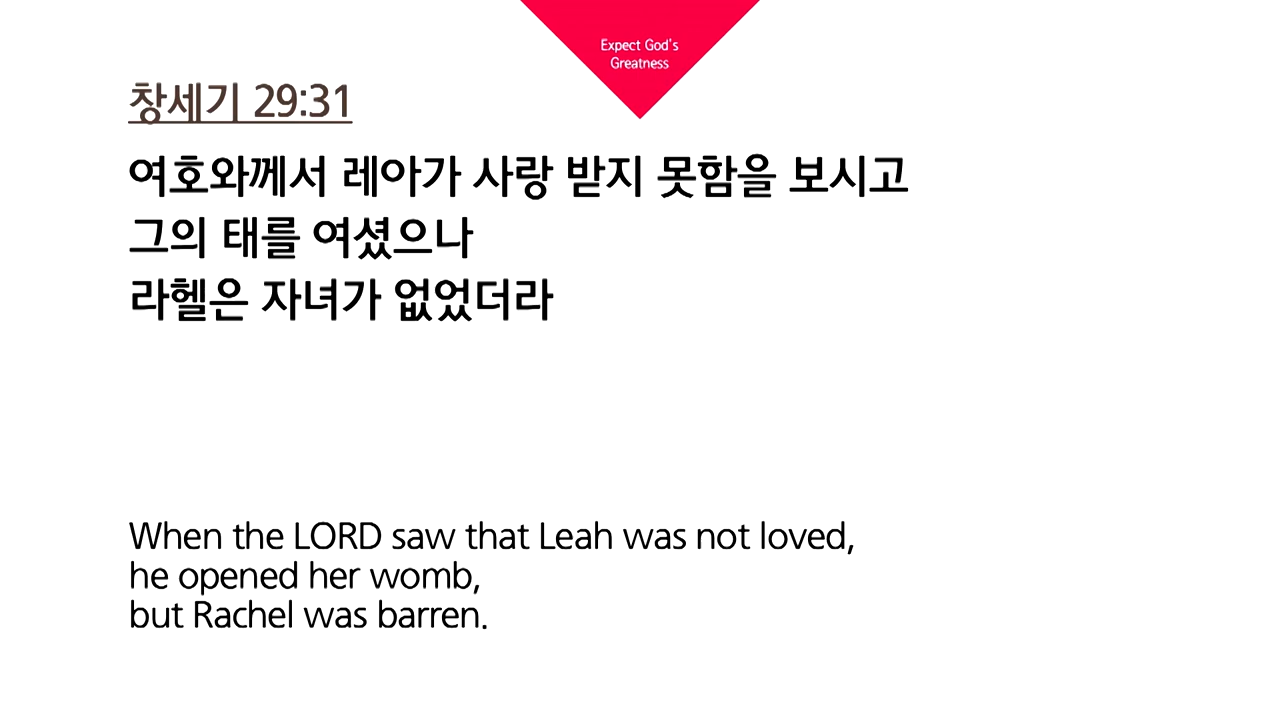 Expect God's
Greatness
창세기 29:31
여호와께서 레아가 사랑 받지 못함을 보시고
그의 태를 여셨으나
라헬은 자녀가 없었더라
When the LORD saw that Leah was not loved,
he opened her womb,
but Rachel was barren.